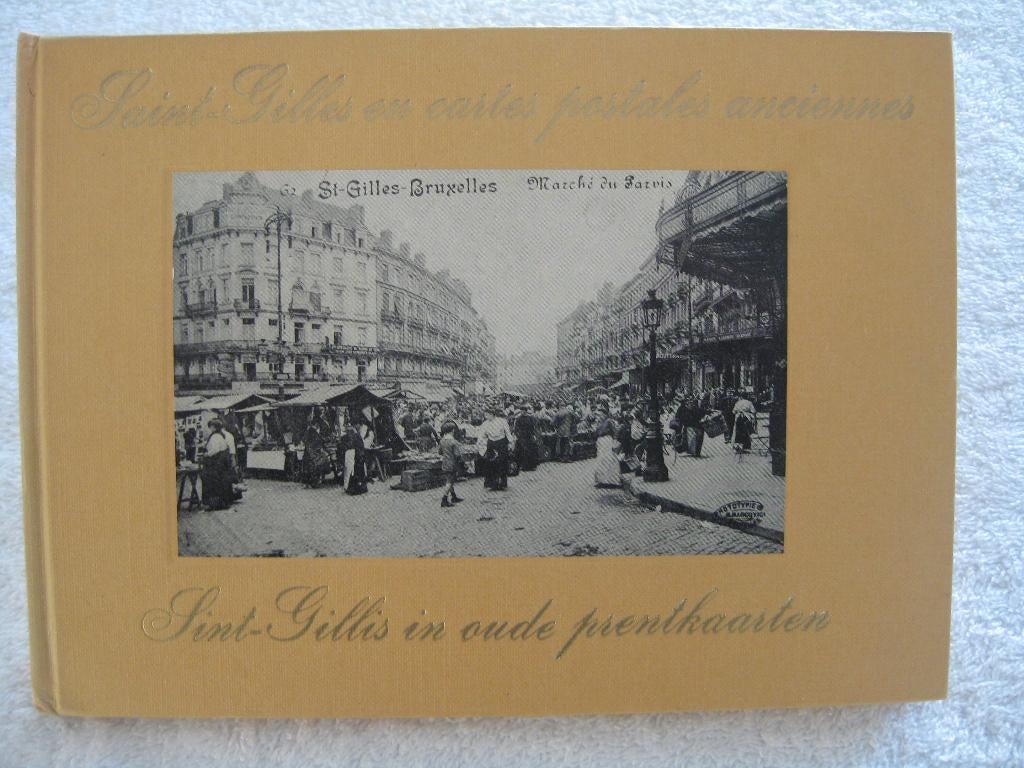 Saint-Gilles en cartes postales anciennes
62 St-Gilles-Bruxelles Marché du Parvis
Sint-Gillis in oude prentkaarten